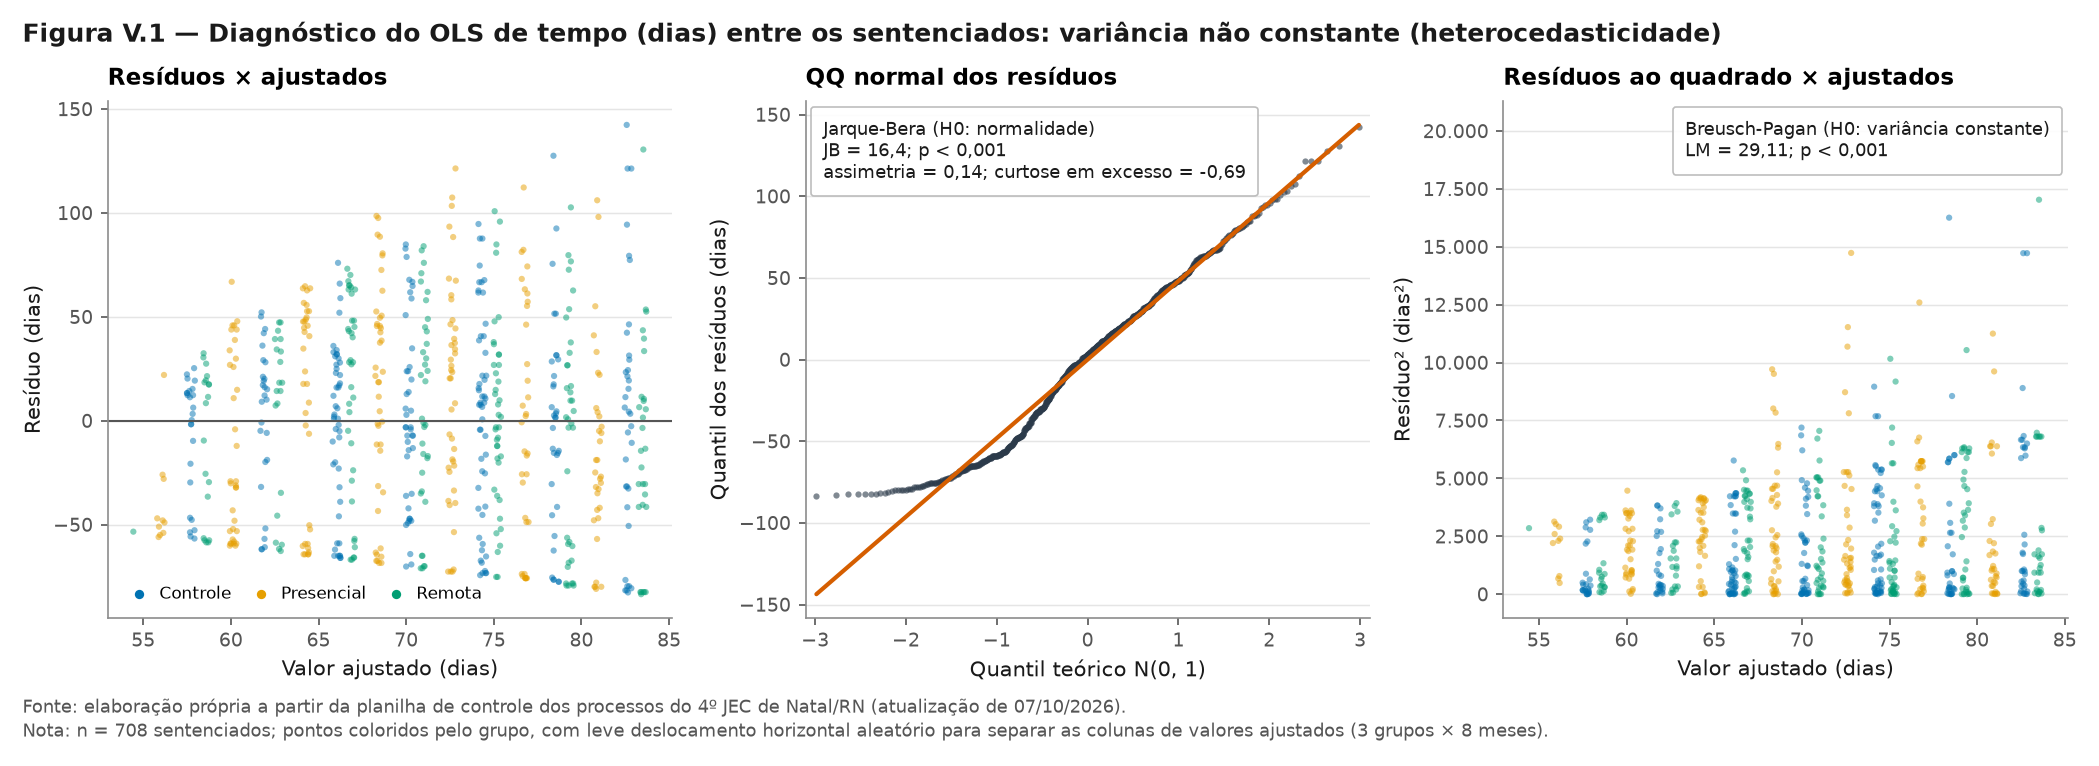 Figura V.1 — Diagnóstico do OLS de tempo (dias) entre os sentenciados: variância não constante (heterocedasticidade)
Resíduos × ajustados
150
100
50
0
−50
Resíduo (dias)
Controle
Presencial
Remota
55
60
65
70
75
80
85
Valor ajustado (dias)
QQ normal dos resíduos
150
100
50
0
−50
−100
−150
Quantil dos resíduos (dias)
Jarque-Bera (H0: normalidade)
JB = 16,4; p < 0,001
assimetria = 0,14; curtose em excesso = -0,69
−3
−2
−1
0
1
2
3
Quantil teórico N(0, 1)
Resíduos ao quadrado × ajustados
20.000
17.500
15.000
12.500
10.000
7.500
5.000
2.500
0
Resíduo² (dias²)
Breusch-Pagan (H0: variância constante)
LM = 29,11; p < 0,001
55
60
65
70
75
80
85
Valor ajustado (dias)
Fonte: elaboração própria a partir da planilha de controle dos processos do 4º JEC de Natal/RN (atualização de 07/10/2026).
Nota: n = 708 sentenciados; pontos coloridos pelo grupo, com leve deslocamento horizontal aleatório para separar as colunas de valores ajustados (3 grupos × 8 meses).